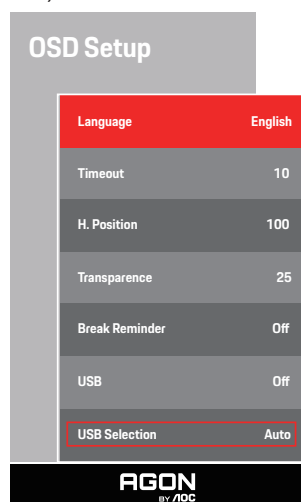 OSD Setup
Language English
Timeout 10
H. Position 100
Transparence 25
Break Reminder Off
USB Off
USB Selection Auto
AGON
BY AOC